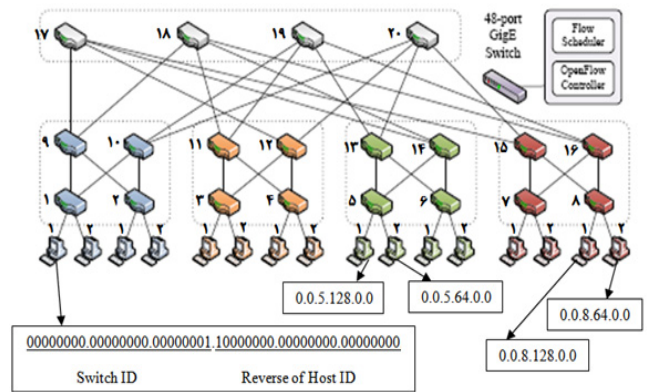 ۱۷
۱۸
۱۹
۲۰
48-port
GigE
Switch
Flow
Scheduler
OpenFlow
Controller
۹
۱۰
۱۱
۱۲
۱۳
۱۴
۱۵
۱۶
۱
۲
۳
۴
۵
۶
۷
۸
۱ ۲ ۱ ۲ ۱ ۲ ۱ ۲ ۱ ۲ ۱ ۲ ۱ ۲ ۱ ۲
0.0.5.128.0.0
0.0.5.64.0.0
0.0.8.64.0.0
0.0.8.128.0.0
00000000.00000000.00000001.10000000.00000000.00000000
Switch ID
Reverse of Host ID